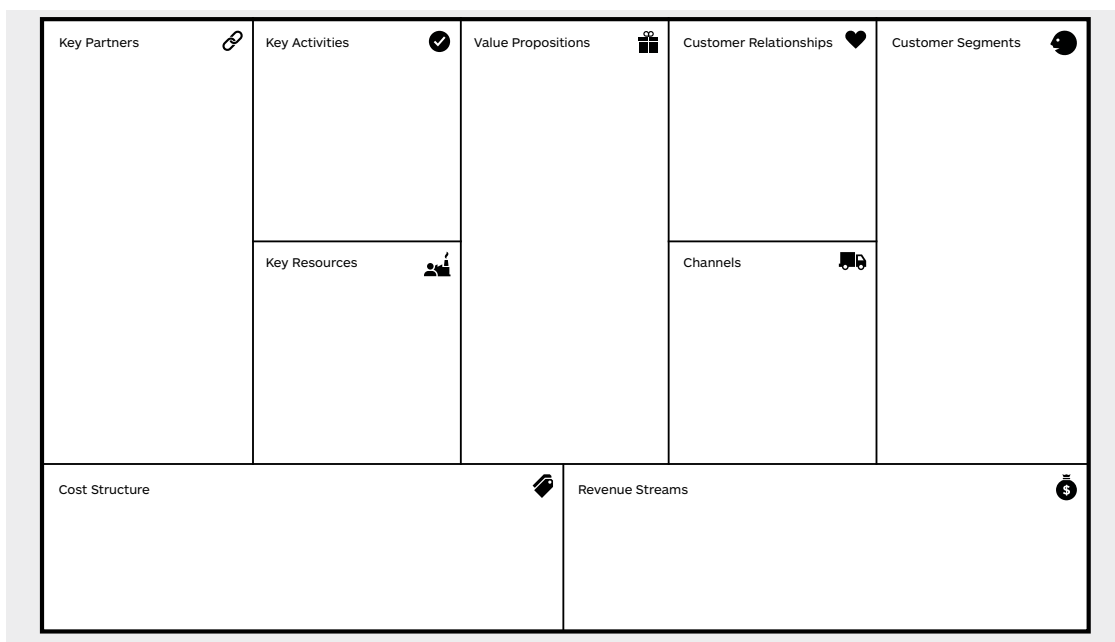 Key Partners
Key Activities
Value Propositions
Customer Relationships
Customer Segments
Key Resources
Channels
Cost Structure
Revenue Streams
$